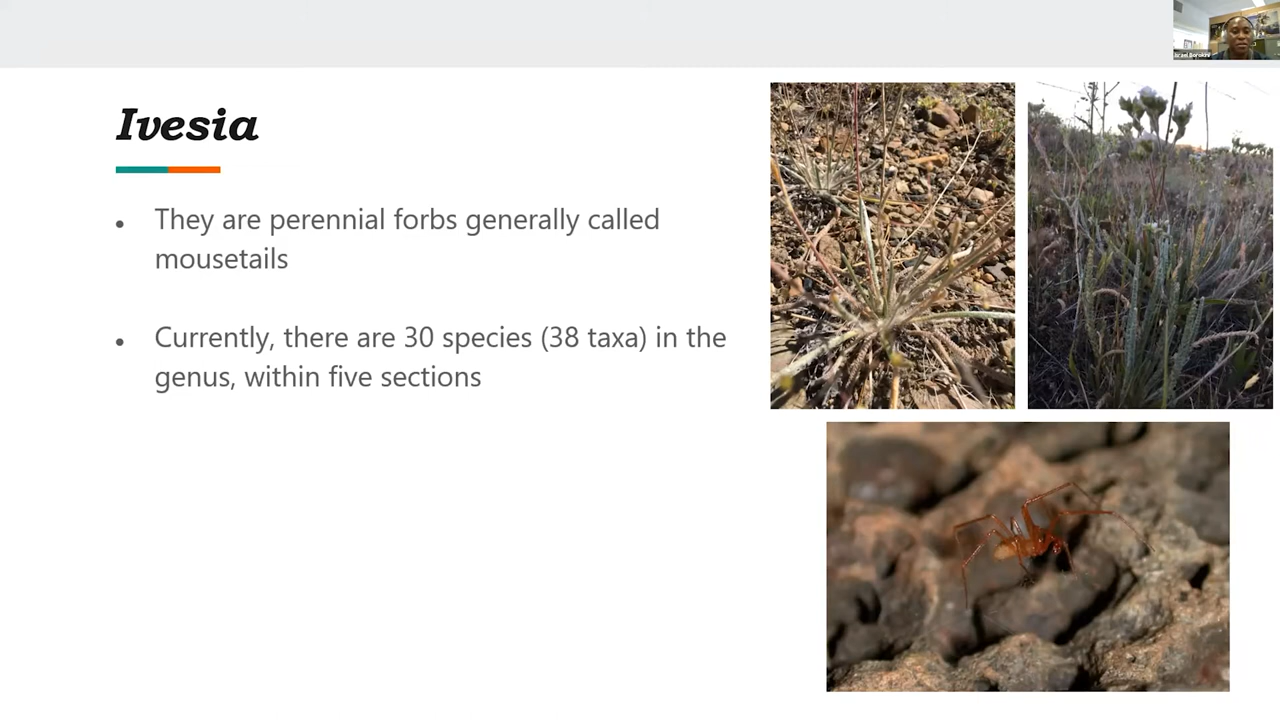 Ivesia
They are perennial forbs generally called
mousetails
Currently, there are 30 species (38 taxa) in the
genus, within five sections